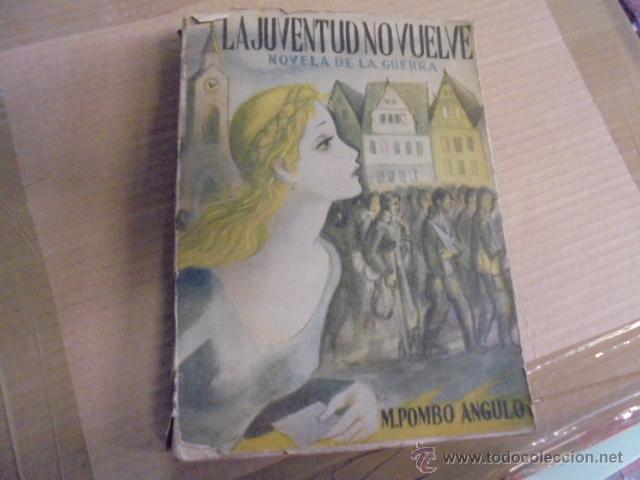 LA JUVENTUD NO VUELVE
NOVELA DE LA GUERRA
M. POMBO ANGULO
www.todocoleccion.net